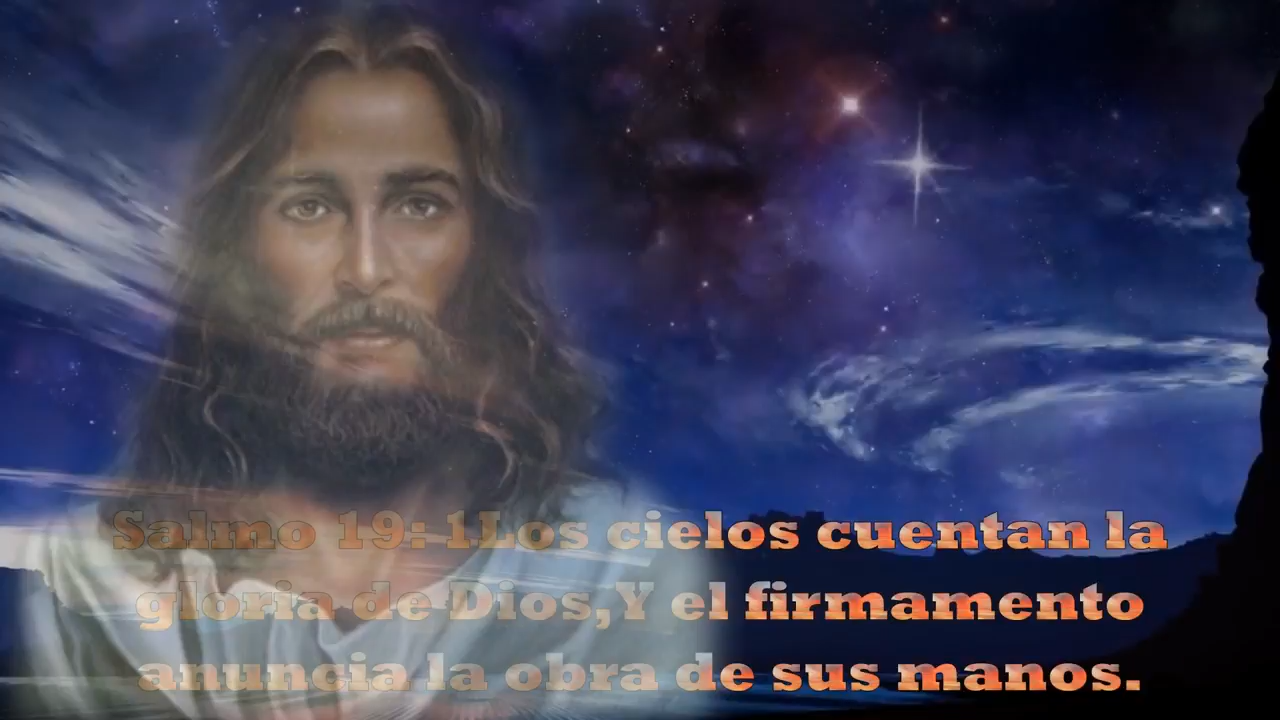 Salmo 19: 1Los cielos cuentan la
gloria de Dios,Y el firmamento
anuncia la obra de sus manos.